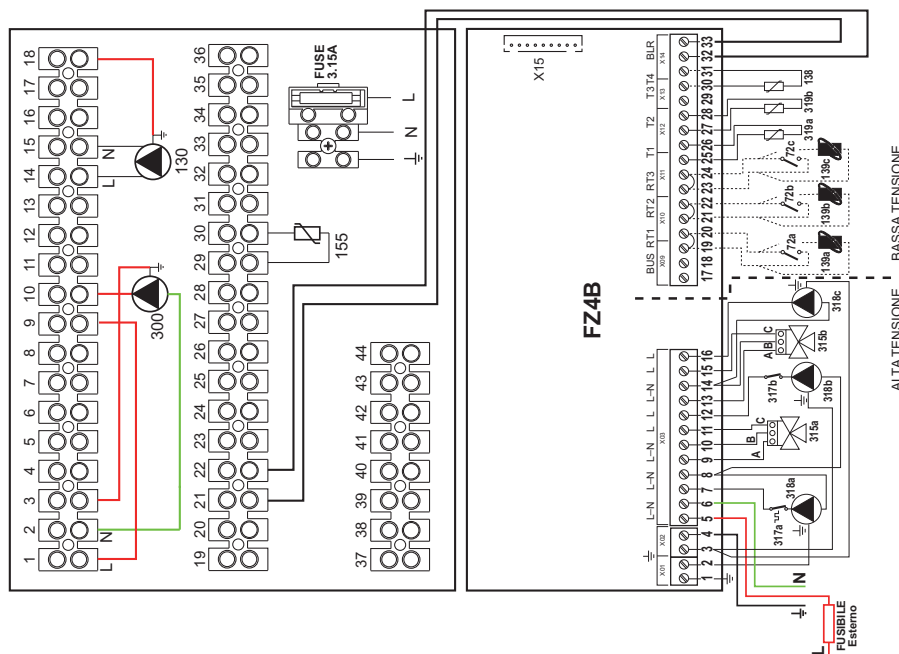 1 2 3 4 5 6 7 8 9 10 11 12 13 14 15 16 17 18
L
N
300
L
N
130
19 20 21 22 23 24 25 26 27 28 29 30 31 32 33 34 35 36
155
37 38 39 40 41 42 43 44
FUSE
3.15A
L
N
X15
FZ4B
L-N L-N L-N L L-N L L
X01 X02 X03
1 2 3 4 5 6 7 8 9 10 11 12 13 14 15 16
A B C
A B C
317a 318a 315a 317b 318b 315b 318c
N
L
FUSIBILE
Esterno
BUS RT1 RT2 RT3 T1 T2 T3 T4 BLR
X09 X10 X11 X12 X13 X14
17 18 19 20 21 22 23 24 25 26 27 28 29 30 31 32 33
72a 72b 72c
139a 139b 139c
319a 319b 138
ALTA TENSIONE
BASSA TENSIONE